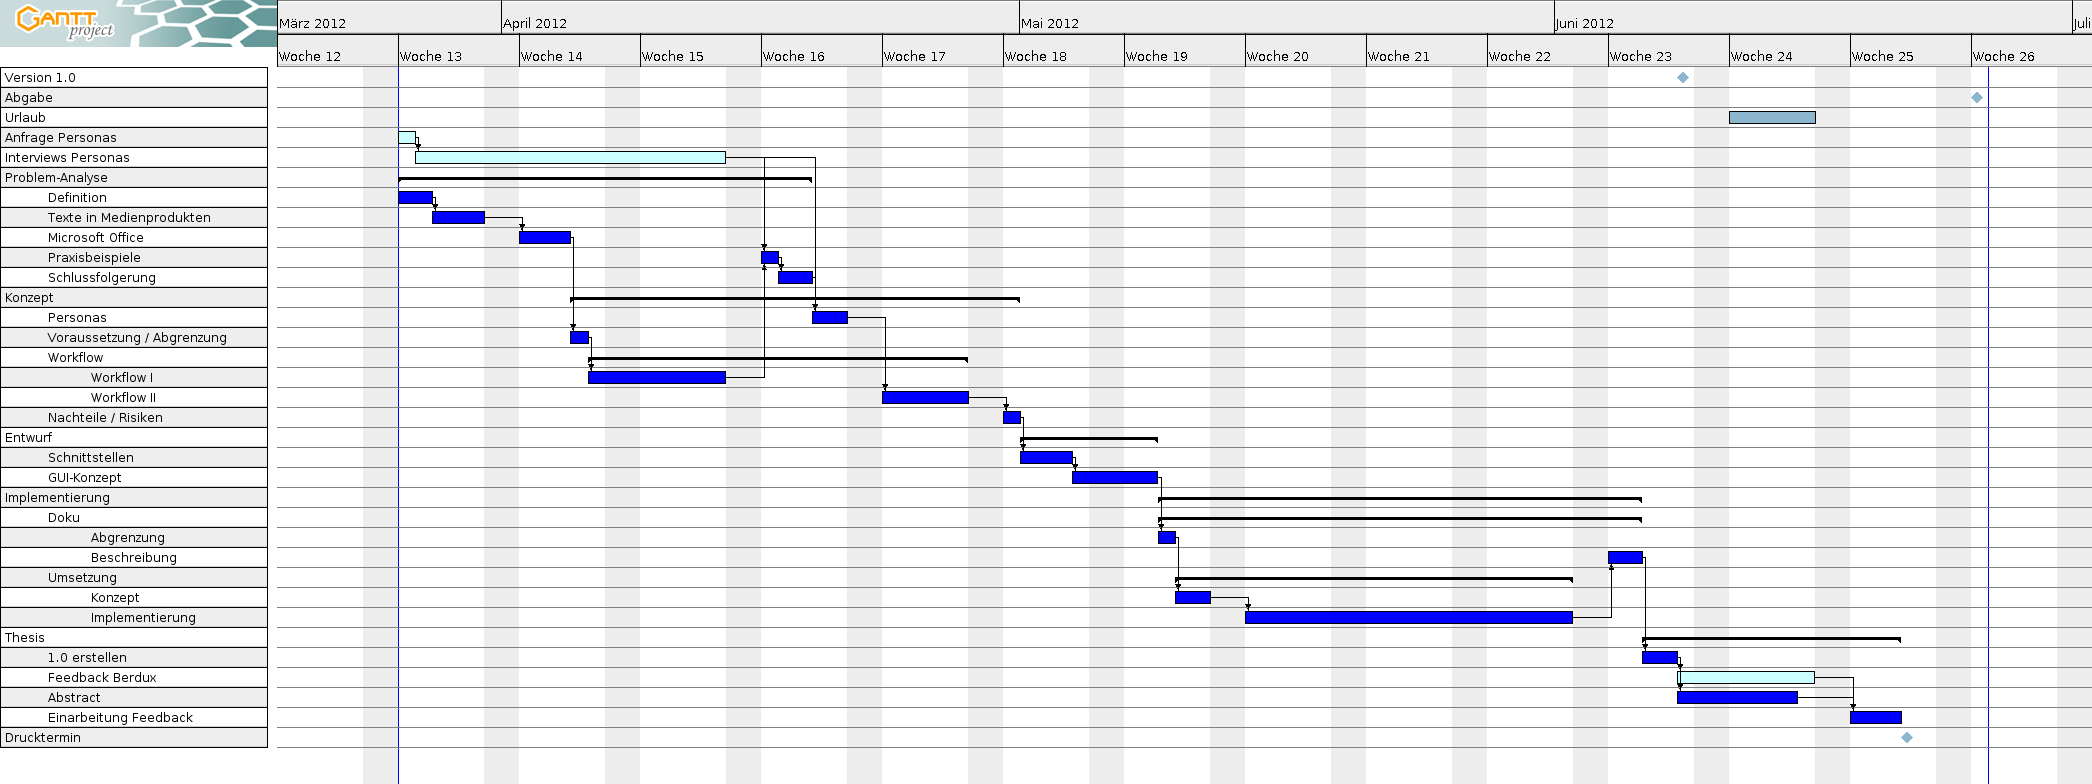 GANTT
project
März 2012
April 2012
Mai 2012
Juni 2012
Juli
Woche 12
Woche 13
Woche 14
Woche 15
Woche 16
Woche 17
Woche 18
Woche 19
Woche 20
Woche 21
Woche 22
Woche 23
Woche 24
Woche 25
Woche 26
Version 1.0
Abgabe
Urlaub
Anfrage Personas
Interviews Personas
Problem-Analyse
Definition
Texte in Medienprodukten
Microsoft Office
Praxisbeispiele
Schlussfolgerung
Konzept
Personas
Voraussetzung / Abgrenzung
Workflow
Workflow I
Workflow II
Nachteile / Risiken
Entwurf
Schnittstellen
GUI-Konzept
Implementierung
Doku
Abgrenzung
Beschreibung
Umsetzung
Konzept
Implementierung
Thesis
1.0 erstellen
Feedback Berdux
Abstract
Einarbeitung Feedback
Drucktermin